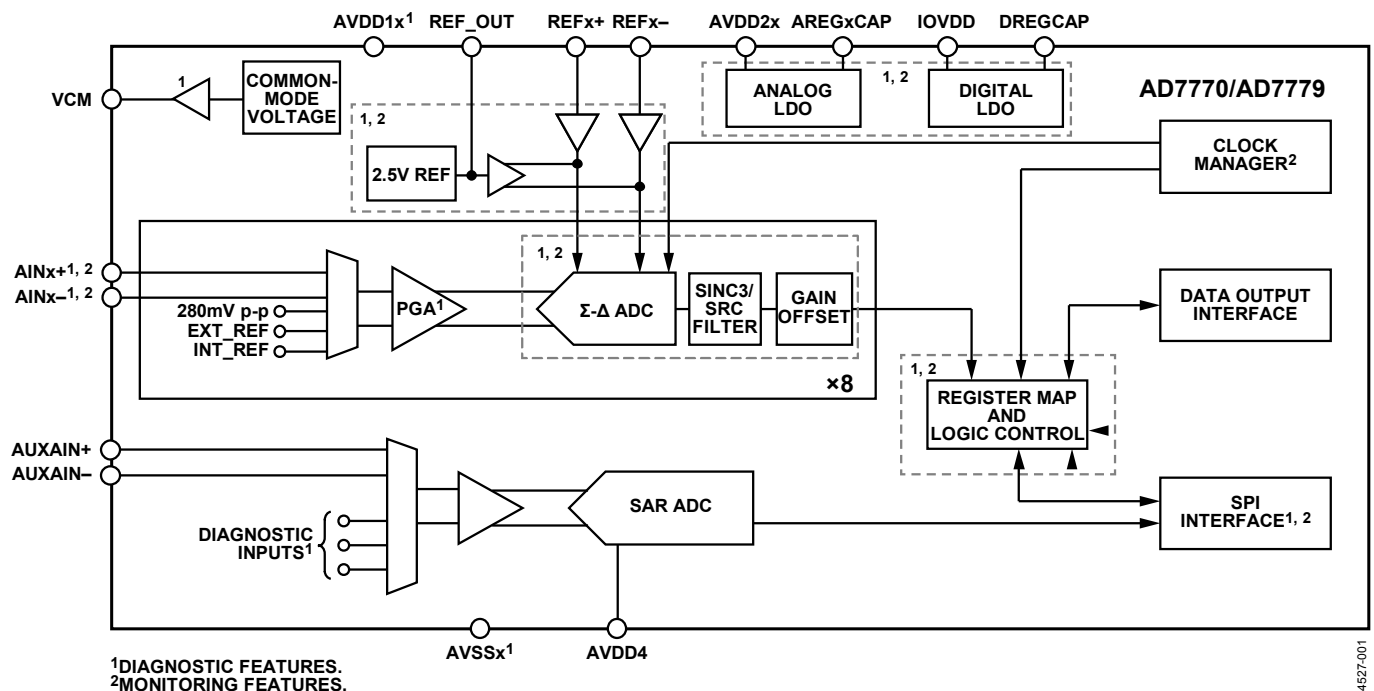 AVDD1x¹ REF_OUT REFx+ REFx– AVDD2x AREGxCAP IOVDD DREGCAP
VCM
1
COMMON-
MODE
VOLTAGE
1, 2
2.5V REF
1, 2
ANALOG
LDO
DIGITAL
LDO
AD7770/AD7779
CLOCK
MANAGER²
AINx+¹, ²
AINx–¹, ²
280mV p-p
EXT_REF
INT_REF
PGA¹
1, 2
Σ-Δ ADC
SINC3/
SRC
FILTER
GAIN
OFFSET
×8
DATA OUTPUT
INTERFACE
1, 2
REGISTER MAP
AND
LOGIC CONTROL
AUXAIN+
AUXAIN–
DIAGNOSTIC
INPUTS¹
SAR ADC
SPI
INTERFACE¹, ²
AVSSx¹ AVDD4
¹DIAGNOSTIC FEATURES.
²MONITORING FEATURES.
4527-001